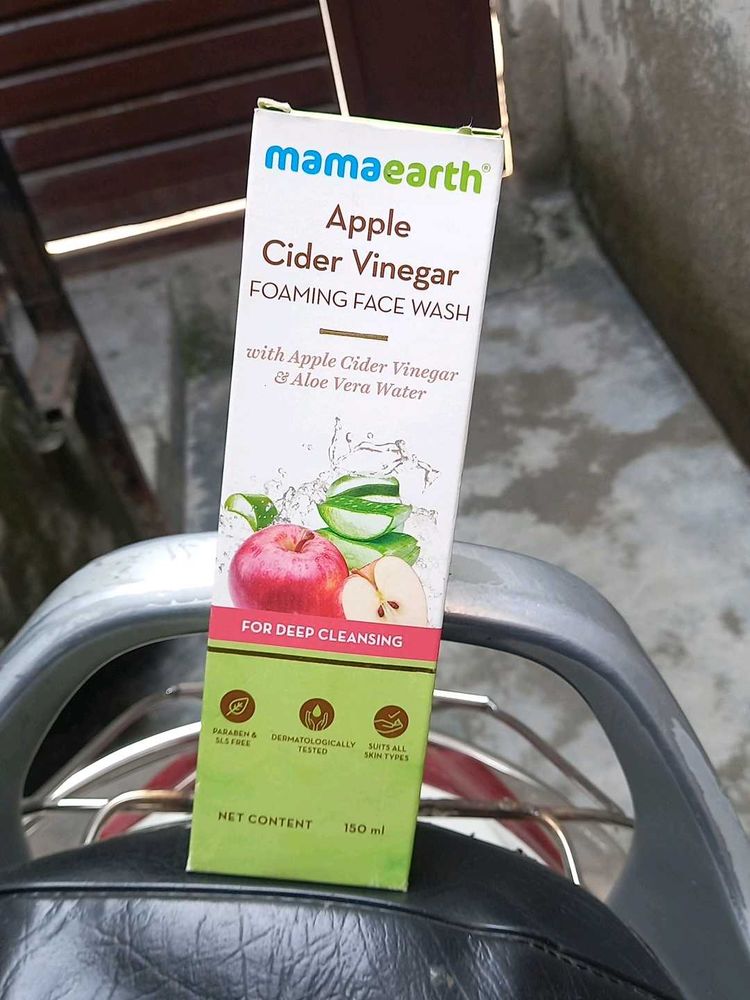 mamaearth®
Apple
Cider Vinegar
FOAMING FACE WASH
with Apple Cider Vinegar
& Aloe Vera Water
FOR DEEP CLEANSING
PARABEN &
SLS FREE
DERMATOLOGICALLY
TESTED
SUITS ALL
SKIN TYPES
NET CONTENT 150 ml